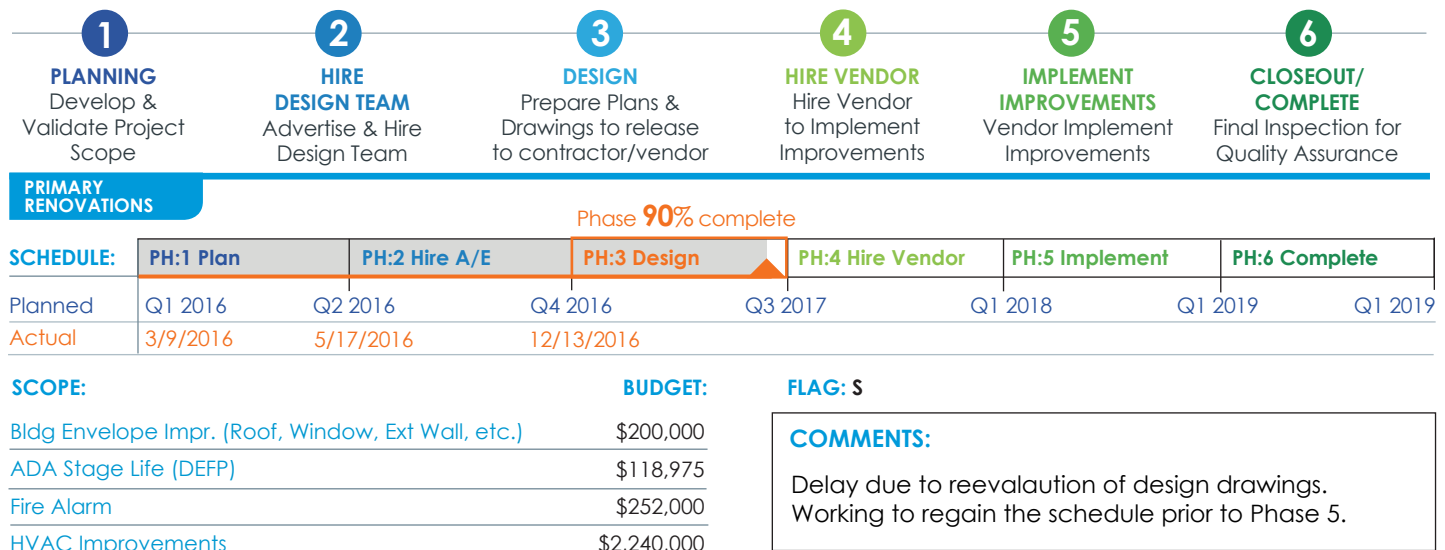 1
2
3
4
5
6
PLANNING
Develop &
Validate Project
Scope
HIRE
DESIGN TEAM
Advertise & Hire
Design Team
DESIGN
Prepare Plans &
Drawings to release
to contractor/vendor
HIRE VENDOR
Hire Vendor
to Implement
Improvements
IMPLEMENT
IMPROVEMENTS
Vendor Implement
Improvements
CLOSEOUT/
COMPLETE
Final Inspection for
Quality Assurance
PRIMARY
RENOVATIONS
Phase 90% complete
SCHEDULE: PH:1 Plan PH:2 Hire A/E PH:3 Design PH:4 Hire Vendor PH:5 Implement PH:6 Complete
Planned Q1 2016 Q2 2016 Q4 2016 Q3 2017 Q1 2018 Q1 2019 Q1 2019
Actual 3/9/2016 5/17/2016 12/13/2016
SCOPE: BUDGET:
Bldg Envelope Impr. (Roof, Window, Ext Wall, etc.) $200,000
ADA Stage Life (DEFP) $118,975
Fire Alarm $252,000
HVAC Improvements $2,240,000
FLAG: S
COMMENTS:
Delay due to reevalaution of design drawings.
Working to regain the schedule prior to Phase 5.